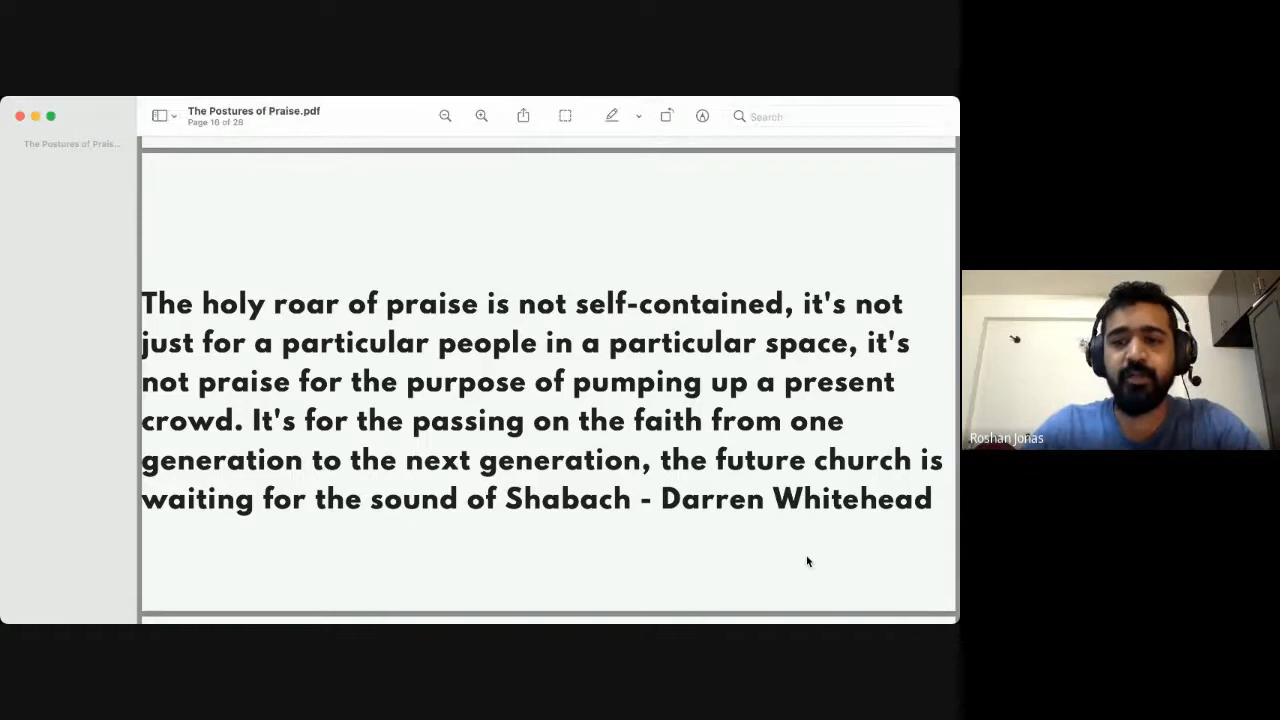 The Postures of Praise.pdf
Page 16 of 28
Search
The Postures of Prais...
The holy roar of praise is not self-contained, it's not
just for a particular people in a particular space, it's
not praise for the purpose of pumping up a present
crowd. It's for the passing on the faith from one
generation to the next generation, the future church is
waiting for the sound of Shabach - Darren Whitehead
Roshan Jonas